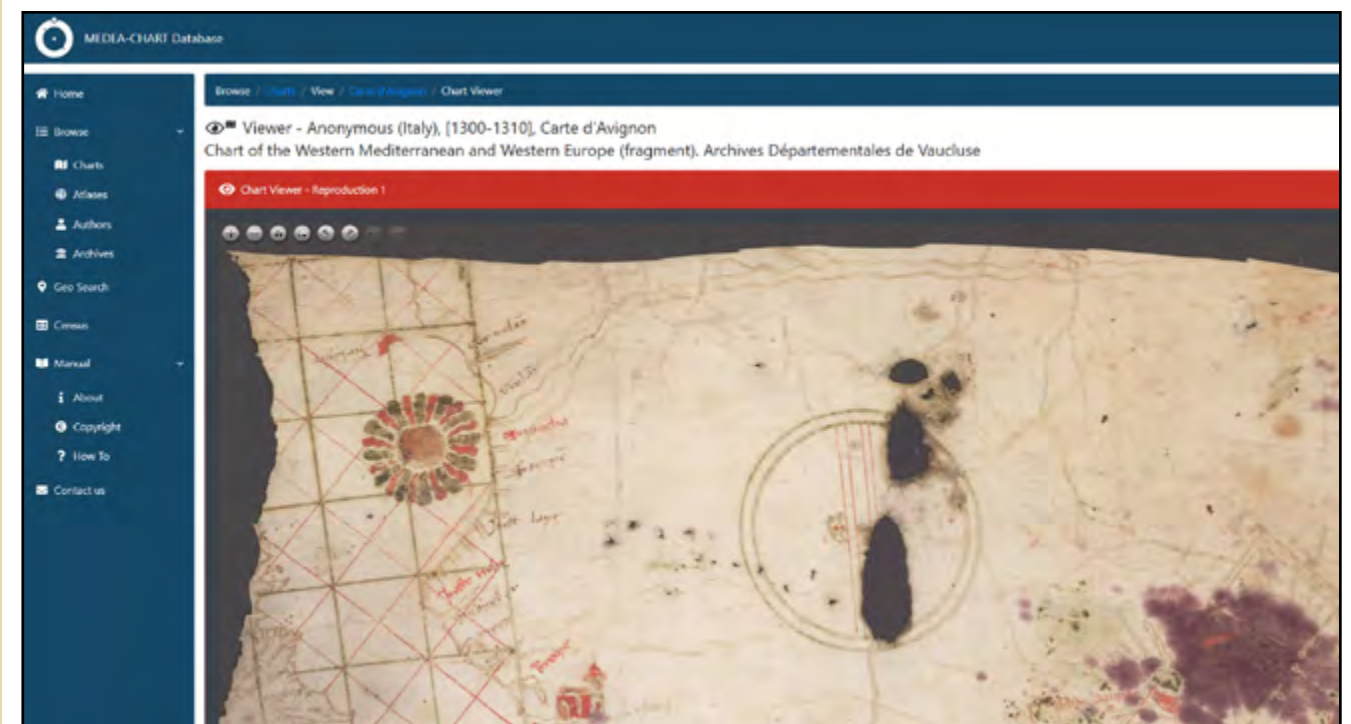 MEDEA-CHART Database
Home
Browse
Charts
Atlases
Authors
Archives
Geo Search
Census
Manual
About
Copyright
How To
Contact us
Browse / Charts / View / Carte d'Avignon / Chart Viewer
Viewer - Anonymous (Italy), [1300-1310], Carte d'Avignon
Chart of the Western Mediterranean and Western Europe (fragment). Archives Départementales de Vaucluse
Chart Viewer - Reproduction 1